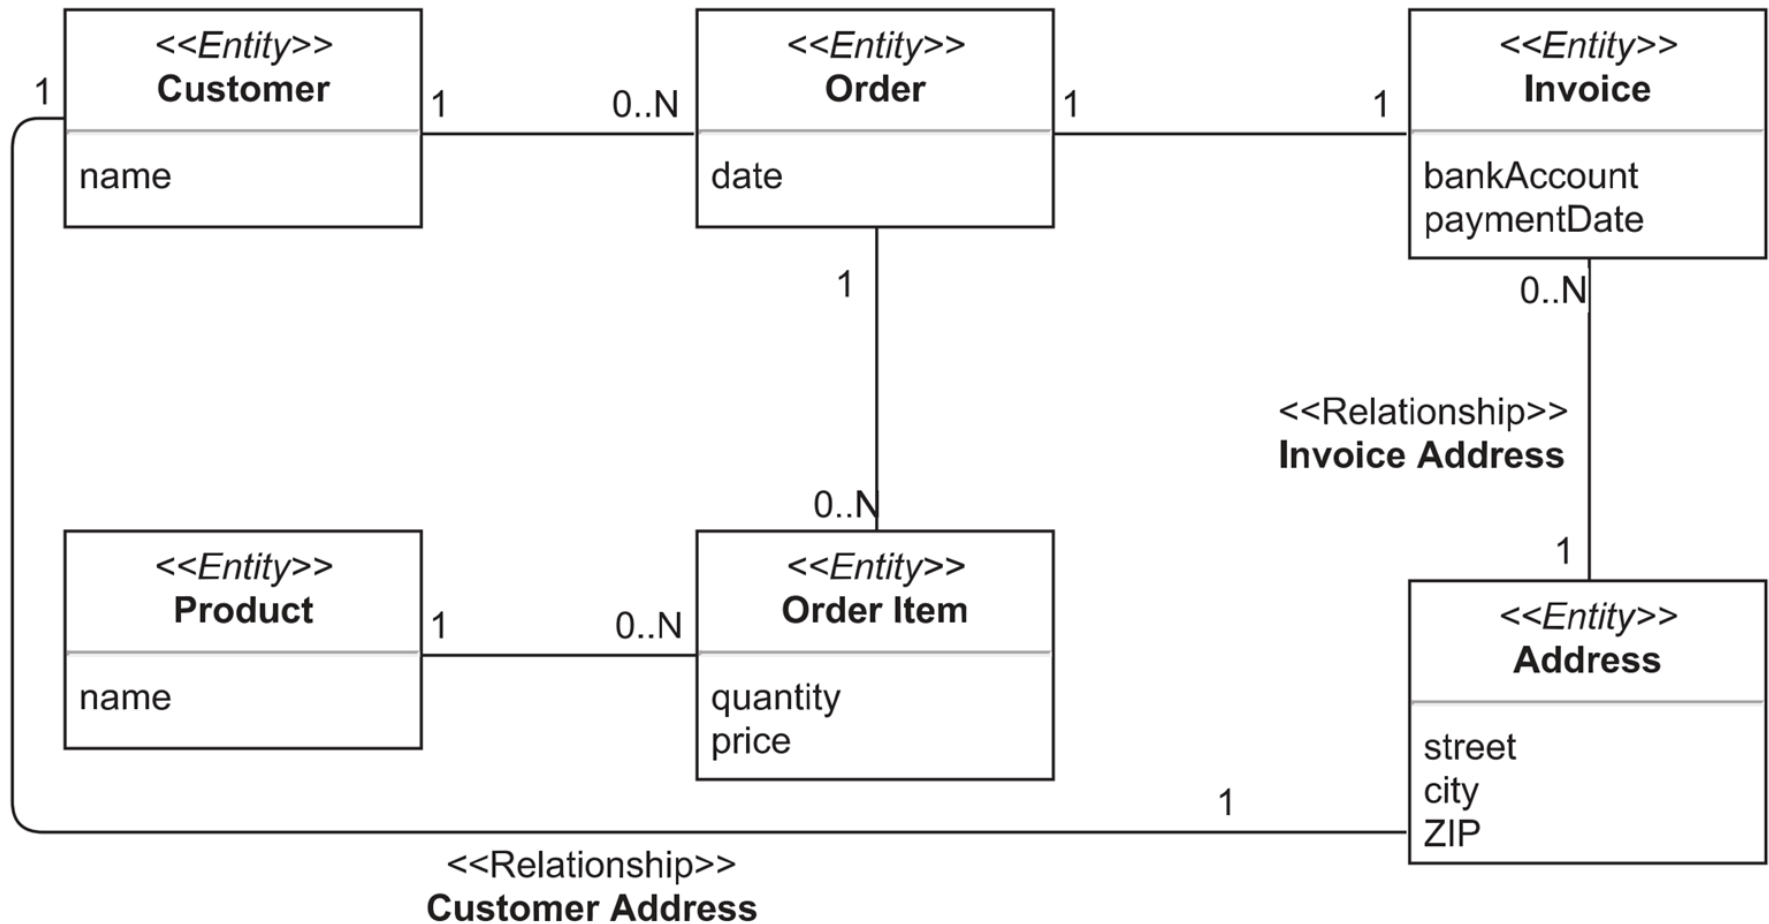 <<Entity>>
Customer
name
1
1
0..N
<<Entity>>
Order
date
1
1
<<Entity>>
Invoice
bankAccount
paymentDate
1
0..N
0..N
<<Relationship>>
Invoice Address
1
<<Entity>>
Product
name
1
0..N
<<Entity>>
Order Item
quantity
price
<<Entity>>
Address
street
city
ZIP
1
<<Relationship>>
Customer Address